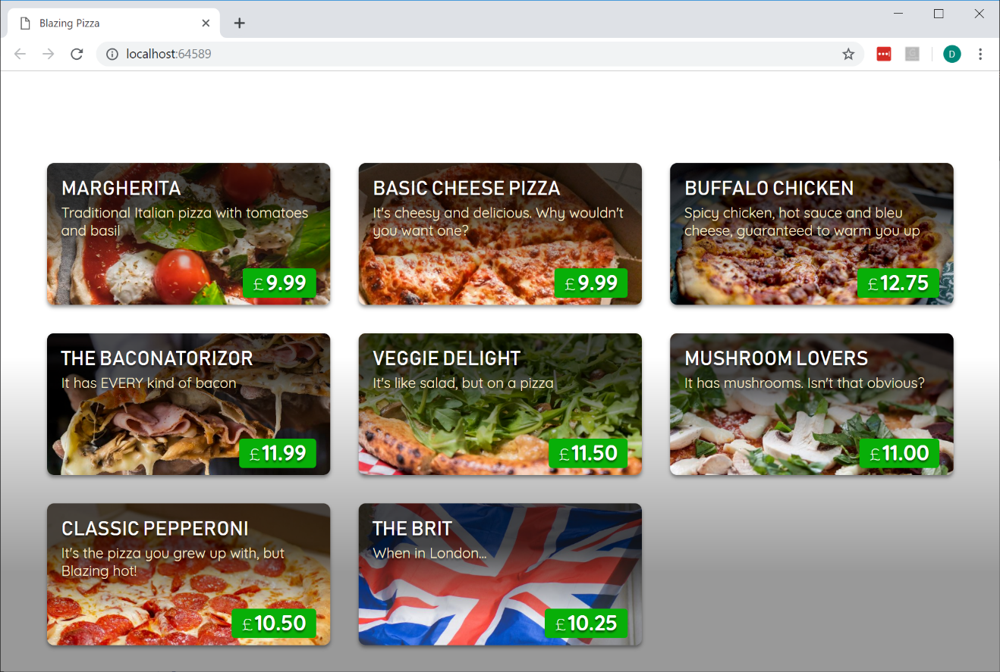 Blazing Pizza
localhost:64589
D
MARGHERITA
Traditional Italian pizza with tomatoes
and basil
£9.99
BASIC CHEESE PIZZA
It's cheesy and delicious. Why wouldn't
you want one?
£9.99
BUFFALO CHICKEN
Spicy chicken, hot sauce and bleu
cheese, guaranteed to warm you up
£12.75
THE BACONATORIZOR
It has EVERY kind of bacon
£11.99
VEGGIE DELIGHT
It's like salad, but on a pizza
£11.50
MUSHROOM LOVERS
It has mushrooms. Isn't that obvious?
£11.00
CLASSIC PEPPERONI
It's the pizza you grew up with, but
Blazing hot!
£10.50
THE BRIT
When in London...
£10.25